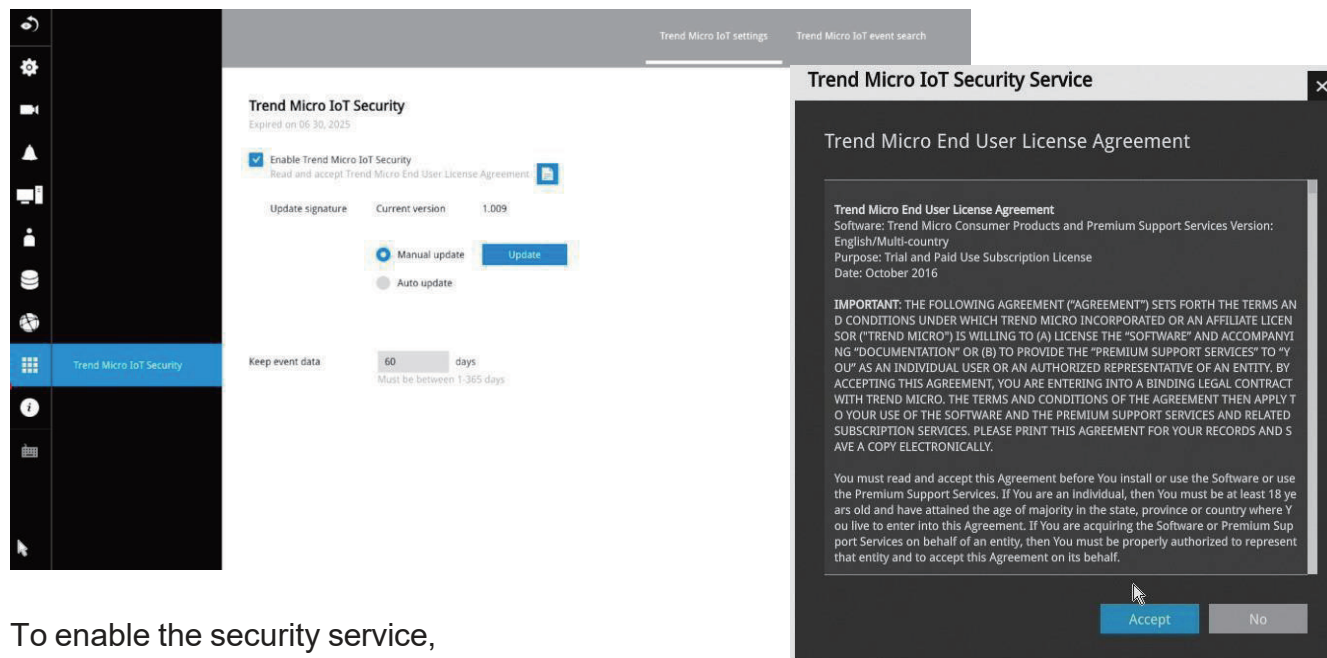 Trend Micro IoT settings
Trend Micro IoT event search
Trend Micro IoT Security
Expired on 06 30, 2025
Enable Trend Micro IoT Security
Read and accept Trend Micro End User License Agreement
Update signature Current version 1.009
Manual update Update
Auto update
Trend Micro IoT Security
Keep event data 60 days
Must be between 1-365 days
Trend Micro IoT Security Service
Trend Micro End User License Agreement
Trend Micro End User License Agreement
Software: Trend Micro Consumer Products and Premium Support Services Version:
English/Multi-country
Purpose: Trial and Paid Use Subscription License
Date: October 2016
IMPORTANT: THE FOLLOWING AGREEMENT ("AGREEMENT") SETS FORTH THE TERMS AN
D CONDITIONS UNDER WHICH TREND MICRO INCORPORATED OR AN AFFILIATE LICEN
SOR ("TREND MICRO") IS WILLING TO (A) LICENSE THE "SOFTWARE" AND ACCOMPANYI
NG "DOCUMENTATION" OR (B) TO PROVIDE THE "PREMIUM SUPPORT SERVICES" TO "Y
OU" AS AN INDIVIDUAL USER OR AN AUTHORIZED REPRESENTATIVE OF AN ENTITY. BY
ACCEPTING THIS AGREEMENT, YOU ARE ENTERING INTO A BINDING LEGAL CONTRACT
WITH TREND MICRO. THE TERMS AND CONDITIONS OF THE AGREEMENT THEN APPLY T
O YOUR USE OF THE SOFTWARE AND THE PREMIUM SUPPORT SERVICES AND RELATED
SUBSCRIPTION SERVICES. PLEASE PRINT THIS AGREEMENT FOR YOUR RECORDS AND S
AVE A COPY ELECTRONICALLY.
You must read and accept this Agreement before You install or use the Software or use
the Premium Support Services. If You are an individual, then You must be at least 18 ye
ars old and have attained the age of majority in the state, province or country where Y
ou live to enter into this Agreement. If You are acquiring the Software or Premium Sup
port Services on behalf of an entity, then You must be properly authorized to represent
that entity and to accept this Agreement on its behalf.
Accept No
To enable the security service,